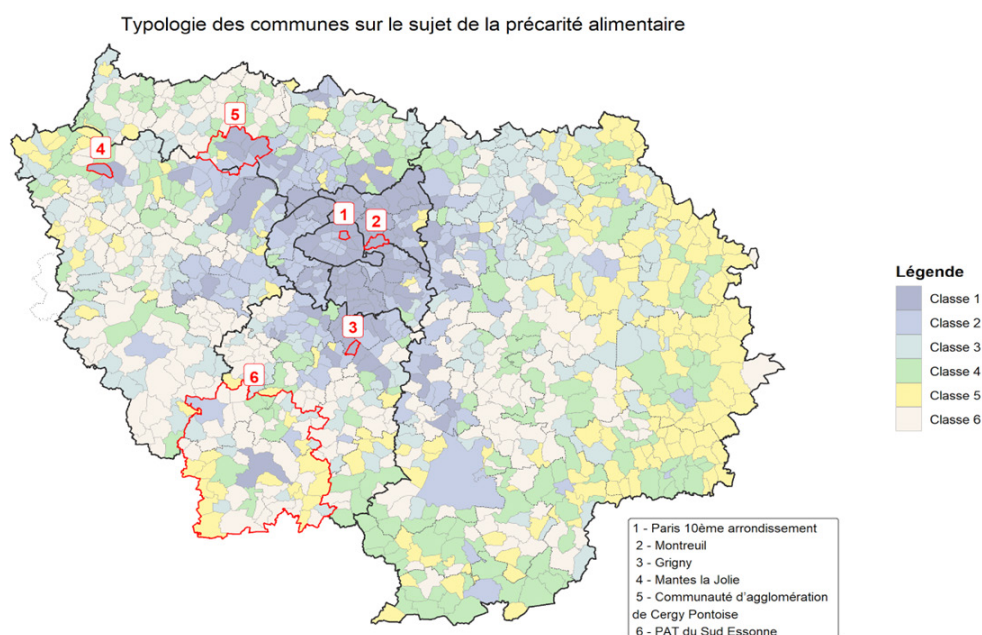 Typologie des communes sur le sujet de la précarité alimentaire
5
4
1
2
3
6
Légende
Classe 1
Classe 2
Classe 3
Classe 4
Classe 5
Classe 6
1 - Paris 10ème arrondissement
2 - Montreuil
3 - Grigny
4 - Mantes la Jolie
5 - Communauté d'agglomération
de Cergy Pontoise
6 - PAT du Sud Essonne